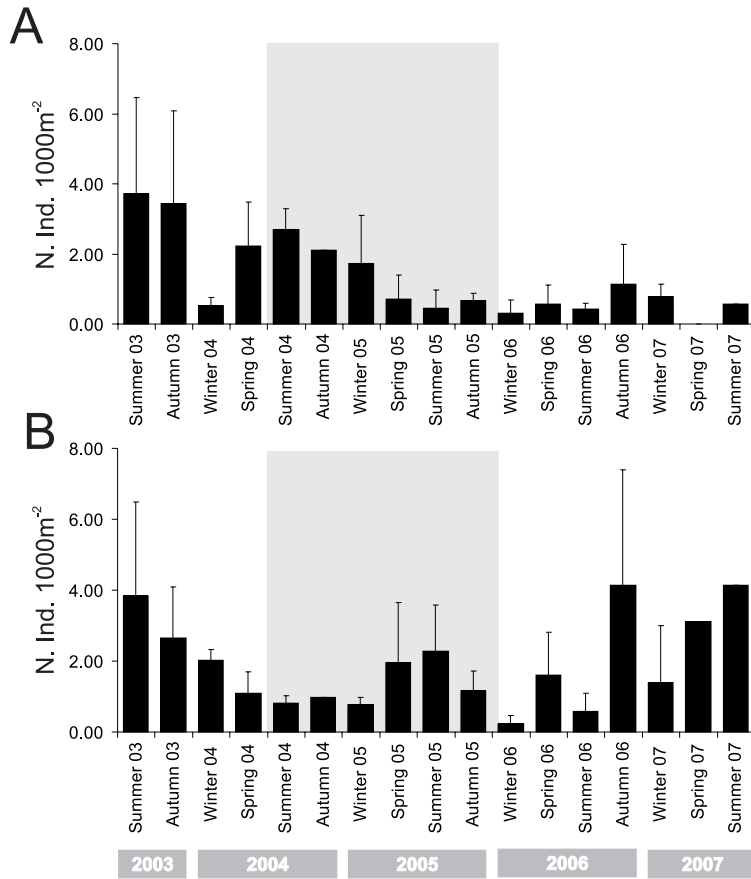 A
N. Ind. 1000m-2
8.00
6.00
4.00
2.00
0.00
Summer 03
Autumn 03
Winter 04
Spring 04
Summer 04
Autumn 04
Winter 05
Spring 05
Summer 05
Autumn 05
Winter 06
Spring 06
Summer 06
Autumn 06
Winter 07
Spring 07
Summer 07
B
N. Ind. 1000m-2
8.00
6.00
4.00
2.00
0.00
Summer 03
Autumn 03
Winter 04
Spring 04
Summer 04
Autumn 04
Winter 05
Spring 05
Summer 05
Autumn 05
Winter 06
Spring 06
Summer 06
Autumn 06
Winter 07
Spring 07
Summer 07
2003 2004 2005 2006 2007